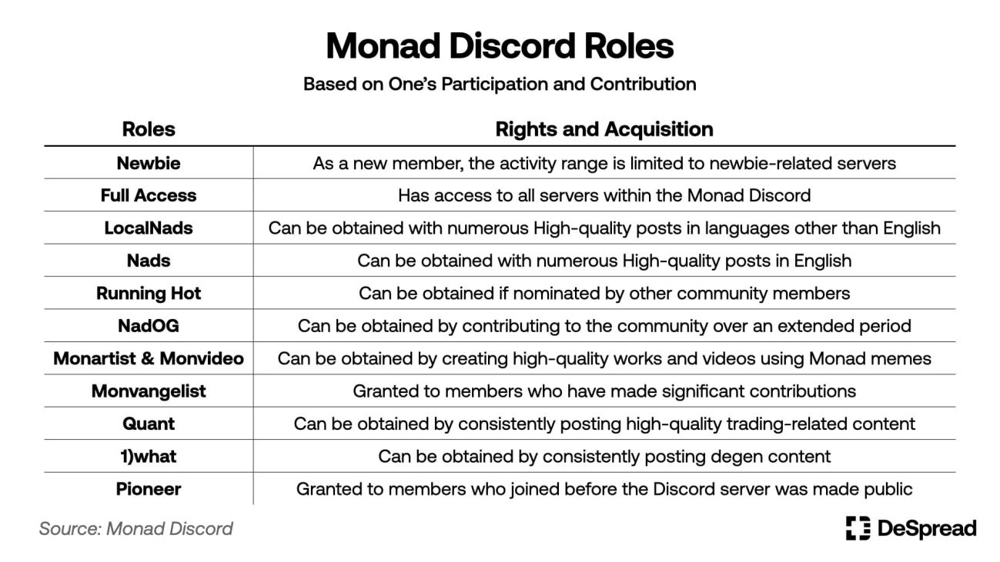 Monad Discord Roles
Based on One’s Participation and Contribution
Roles Rights and Acquisition
Newbie As a new member, the activity range is limited to newbie-related servers
Full Access Has access to all servers within the Monad Discord
LocalNads Can be obtained with numerous High-quality posts in languages other than English
Nads Can be obtained with numerous High-quality posts in English
Running Hot Can be obtained if nominated by other community members
NadOG Can be obtained by contributing to the community over an extended period
Monartist & Monvideo Can be obtained by creating high-quality works and videos using Monad memes
Monvangelist Granted to members who have made significant contributions
Quant Can be obtained by consistently posting high-quality trading-related content
1)what Can be obtained by consistently posting degen content
Pioneer Granted to members who joined before the Discord server was made public
Source: Monad Discord DeSpread